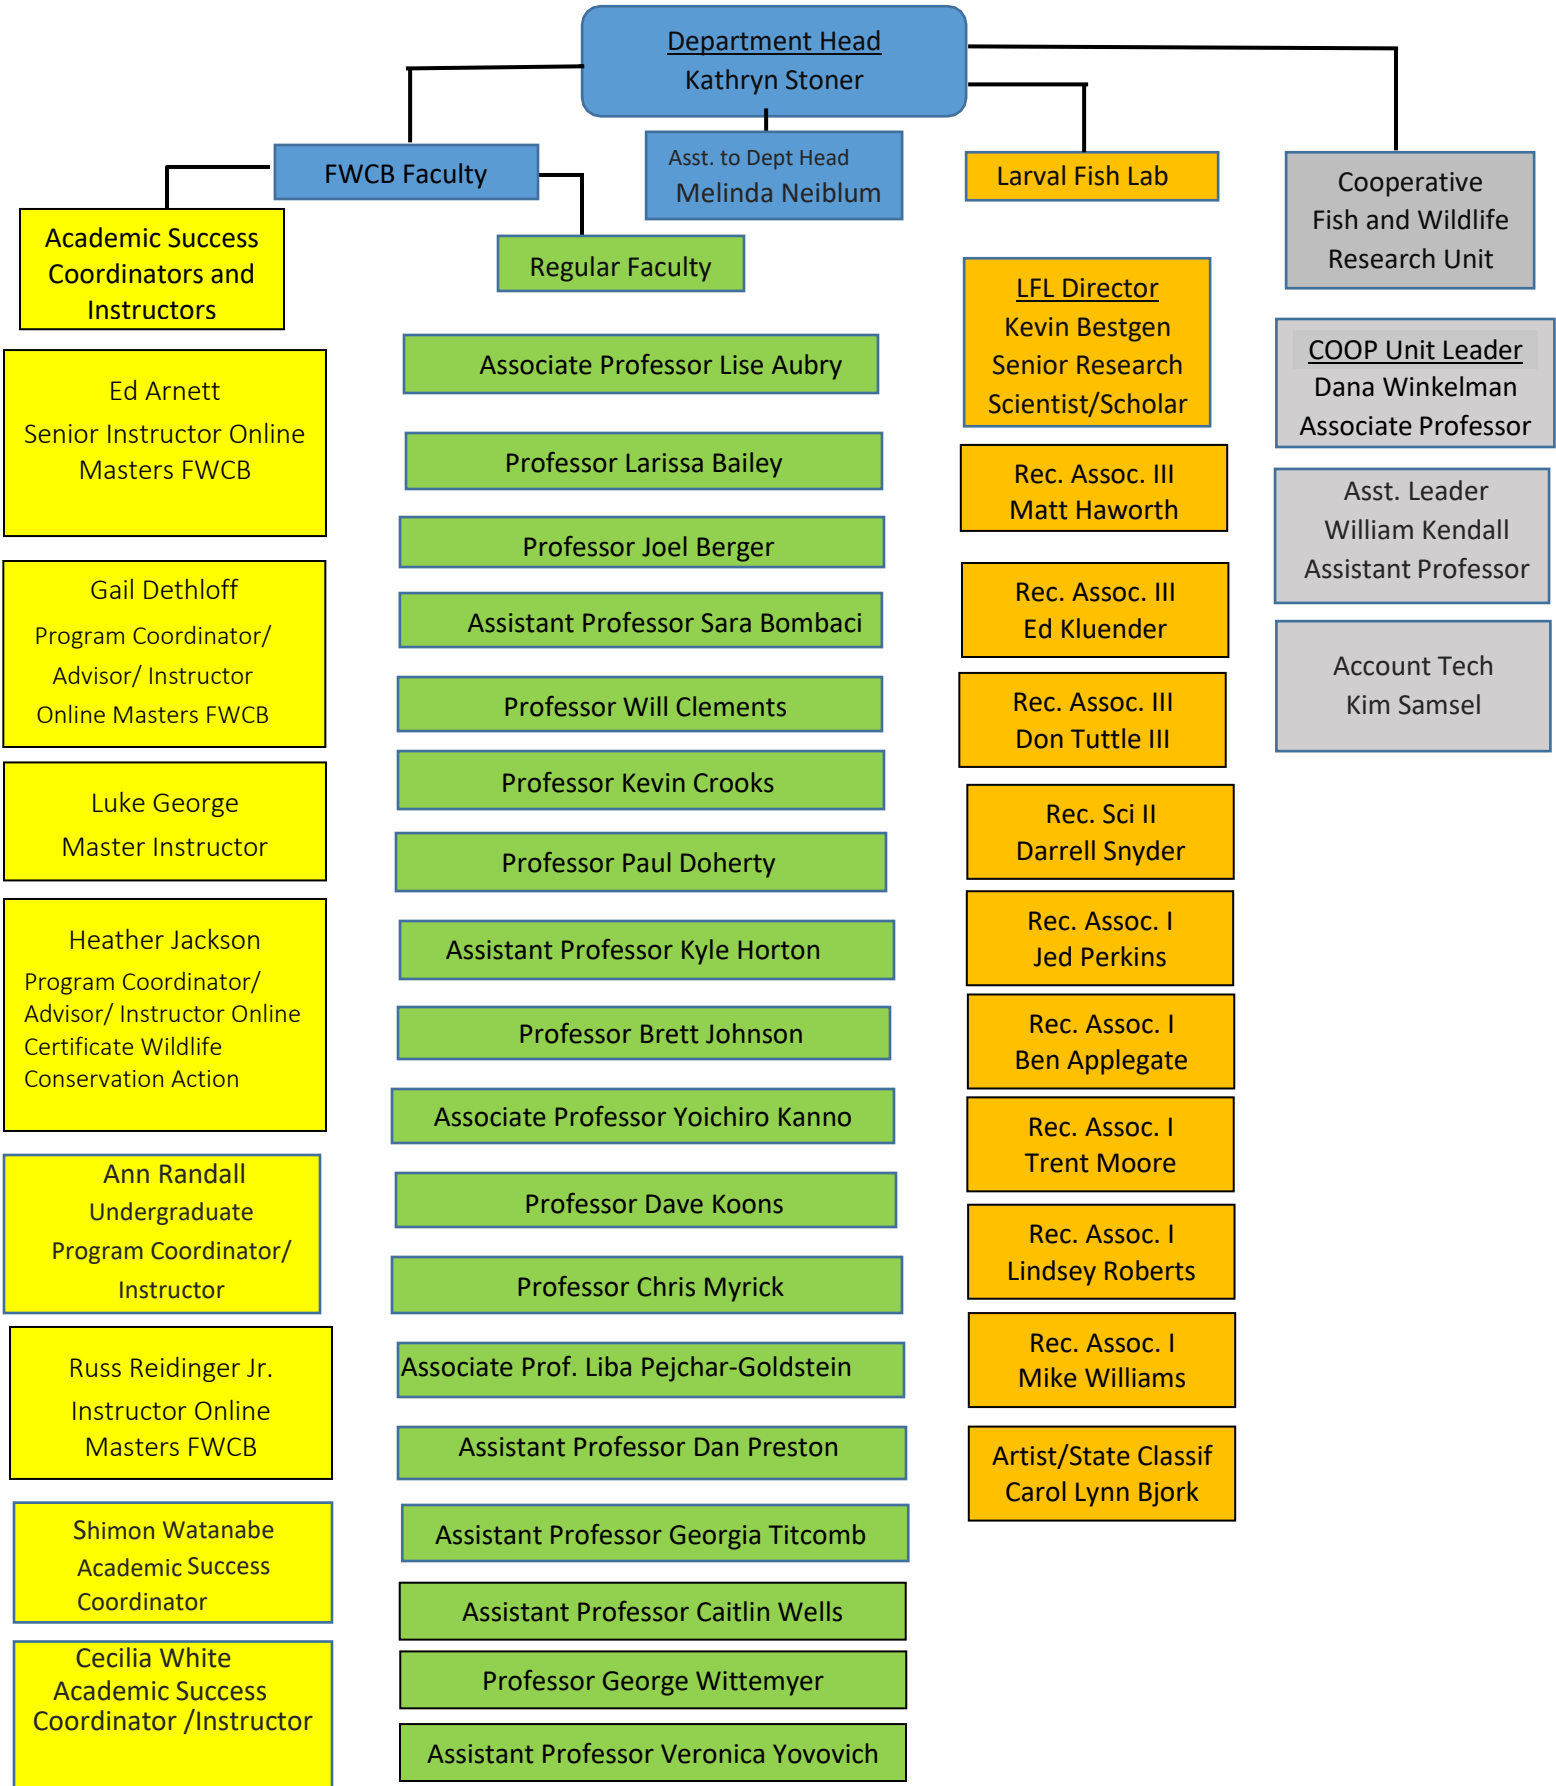 Department Head
Kathryn Stoner
FWCB Faculty
Asst. to Dept Head
Melinda Neiblum
Larval Fish Lab
Cooperative
Fish and Wildlife
Research Unit
Academic Success
Coordinators and
Instructors
Ed Arnett
Senior Instructor Online
Masters FWCB
Gail Dethloff
Program Coordinator/
Advisor/ Instructor
Online Masters FWCB
Luke George
Master Instructor
Heather Jackson
Program Coordinator/
Advisor/ Instructor Online
Certificate Wildlife
Conservation Action
Ann Randall
Undergraduate
Program Coordinator/
Instructor
Russ Reidinger Jr.
Instructor Online
Masters FWCB
Shimon Watanabe
Academic Success
Coordinator
Cecilia White
Academic Success
Coordinator /Instructor
Regular Faculty
Associate Professor Lise Aubry
Professor Larissa Bailey
Professor Joel Berger
Assistant Professor Sara Bombaci
Professor Will Clements
Professor Kevin Crooks
Professor Paul Doherty
Assistant Professor Kyle Horton
Professor Brett Johnson
Associate Professor Yoichiro Kanno
Professor Dave Koons
Professor Chris Myrick
Associate Prof. Liba Pejchar-Goldstein
Assistant Professor Dan Preston
Assistant Professor Georgia Titcomb
Assistant Professor Caitlin Wells
Professor George Wittemyer
Assistant Professor Veronica Yovovich
LFL Director
Kevin Bestgen
Senior Research
Scientist/Scholar
Rec. Assoc. III
Matt Haworth
Rec. Assoc. III
Ed Kluender
Rec. Assoc. III
Don Tuttle III
Rec. Sci II
Darrell Snyder
Rec. Assoc. I
Jed Perkins
Rec. Assoc. I
Ben Applegate
Rec. Assoc. I
Trent Moore
Rec. Assoc. I
Lindsey Roberts
Rec. Assoc. I
Mike Williams
Artist/State Classif
Carol Lynn Bjork
COOP Unit Leader
Dana Winkelman
Associate Professor
Asst. Leader
William Kendall
Assistant Professor
Account Tech
Kim Samsel